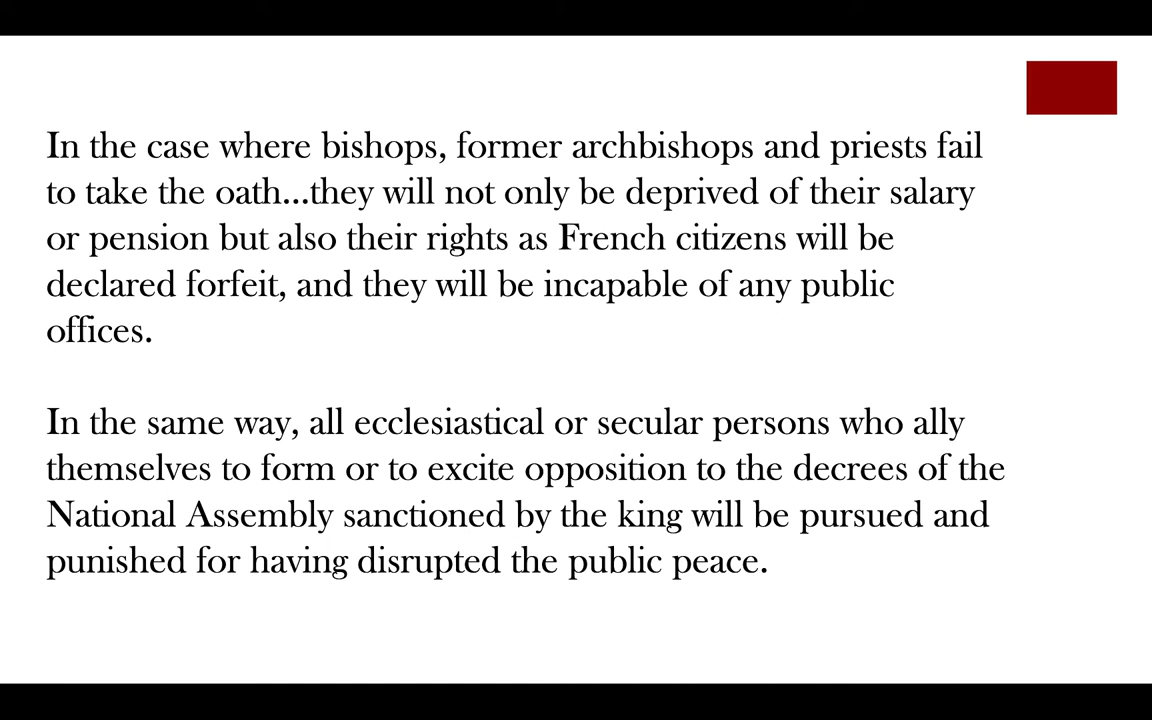 In the case where bishops, former archbishops and priests fail
to take the oath...they will not only be deprived of their salary
or pension but also their rights as French citizens will be
declared forfeit, and they will be incapable of any public
offices.
In the same way, all ecclesiastical or secular persons who ally
themselves to form or to excite opposition to the decrees of the
National Assembly sanctioned by the king will be pursued and
punished for having disrupted the public peace.